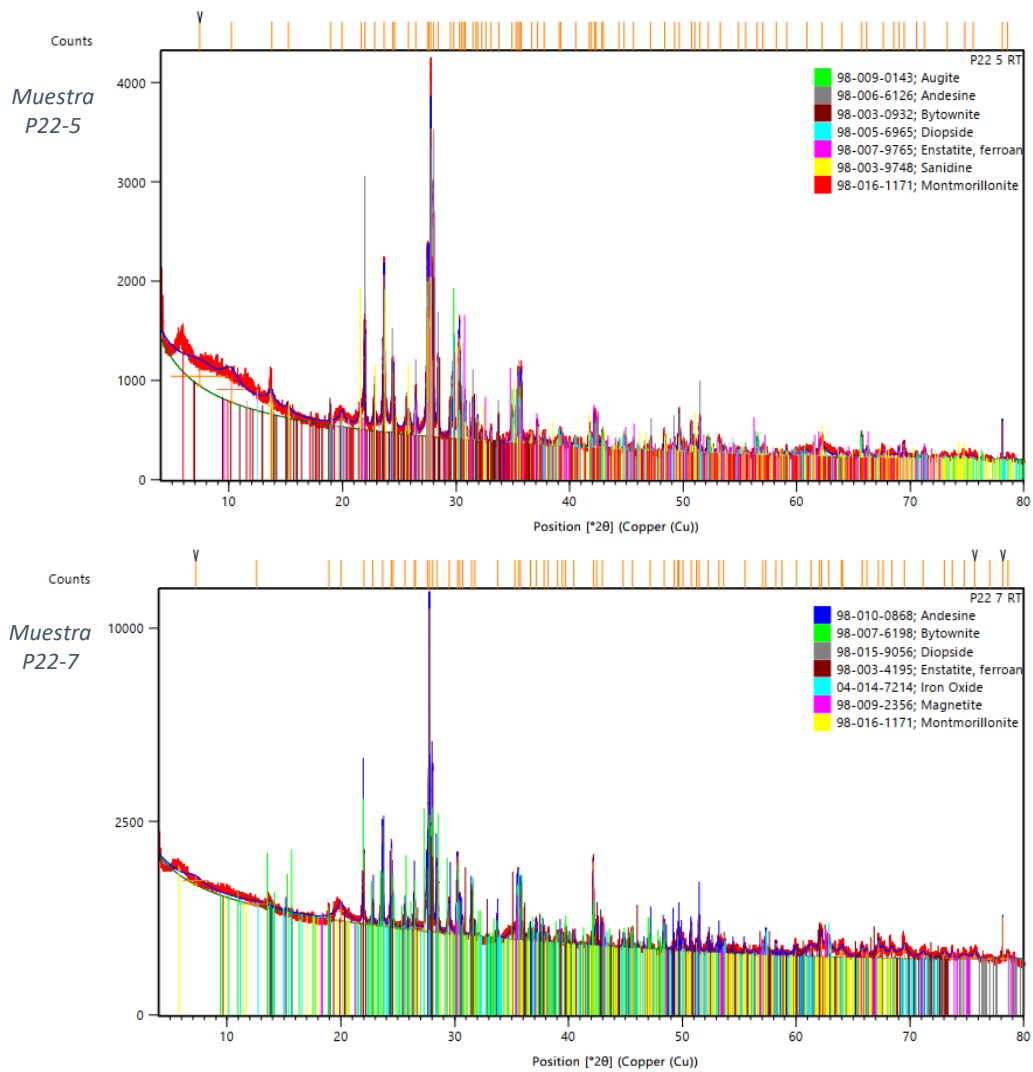 Counts
Muestra
P22-5
P22 5 RT
98-009-0143; Augite
98-006-6126; Andesine
98-003-0932; Bytownite
98-005-6965; Diopside
98-007-9765; Enstatite, ferroan
98-003-9748; Sanidine
98-016-1171; Montmorillonite
4000
3000
2000
1000
0
10 20 30 40 50 60 70 80
Position [°2θ] (Copper (Cu))
Counts
Muestra
P22-7
P22 7 RT
98-010-0868; Andesine
98-007-6198; Bytownite
98-015-9056; Diopside
98-003-4195; Enstatite, ferroan
04-014-7214; Iron Oxide
98-009-2356; Magnetite
98-016-1171; Montmorillonite
10000
2500
0
10 20 30 40 50 60 70 80
Position [°2θ] (Copper (Cu))